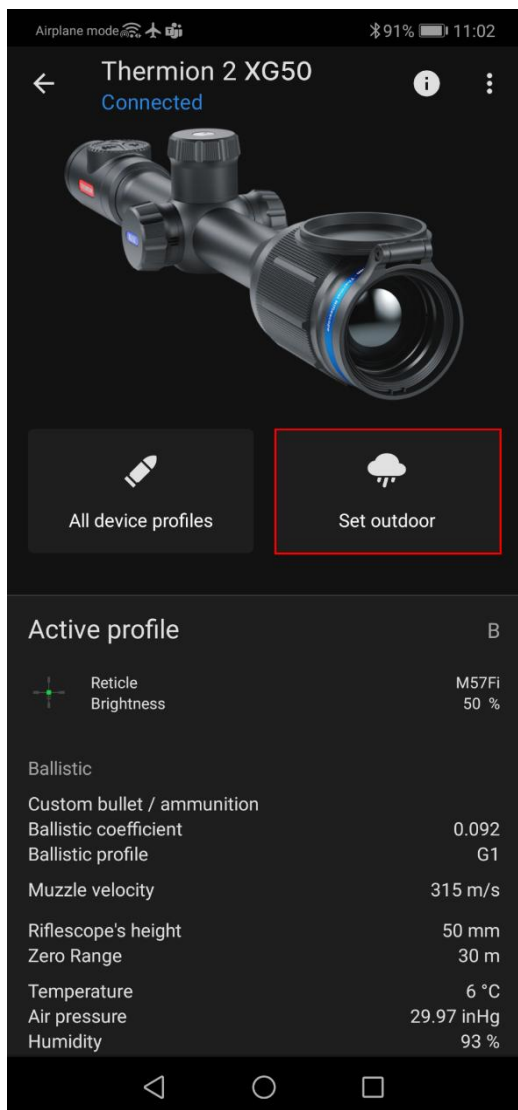 Airplane mode 91% 11:02
Thermion 2 XG50
Connected
All device profiles
Set outdoor
Active profile B
Reticle M57Fi
Brightness 50 %
Ballistic
Custom bullet / ammunition
Ballistic coefficient 0.092
Ballistic profile G1
Muzzle velocity 315 m/s
Riflescope's height 50 mm
Zero Range 30 m
Temperature 6 °C
Air pressure 29.97 inHg
Humidity 93 %